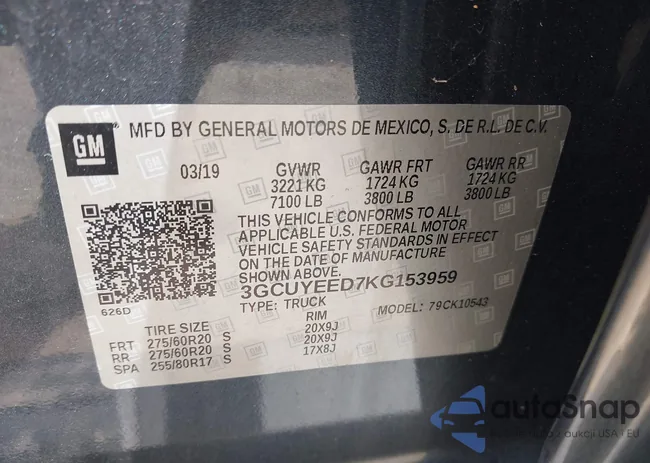 GM
MFD BY GENERAL MOTORS DE MEXICO, S. DE R.L. DE C.V.
03/19 GVWR GAWR FRT GAWR RR
3221 KG 1724 KG 1724 KG
7100 LB 3800 LB 3800 LB
THIS VEHICLE CONFORMS TO ALL
APPLICABLE U.S. FEDERAL MOTOR
VEHICLE SAFETY STANDARDS IN EFFECT
ON THE DATE OF MANUFACTURE
SHOWN ABOVE.
3GCUYEED7KG153959
626D
TYPE: TRUCK MODEL: 79CK10543
TIRE SIZE RIM
FRT 275/60R20 S 20X9J
RR 275/60R20 S 20X9J
SPA 255/80R17 S 17X8J
autoSnap
aukcji USA i EU